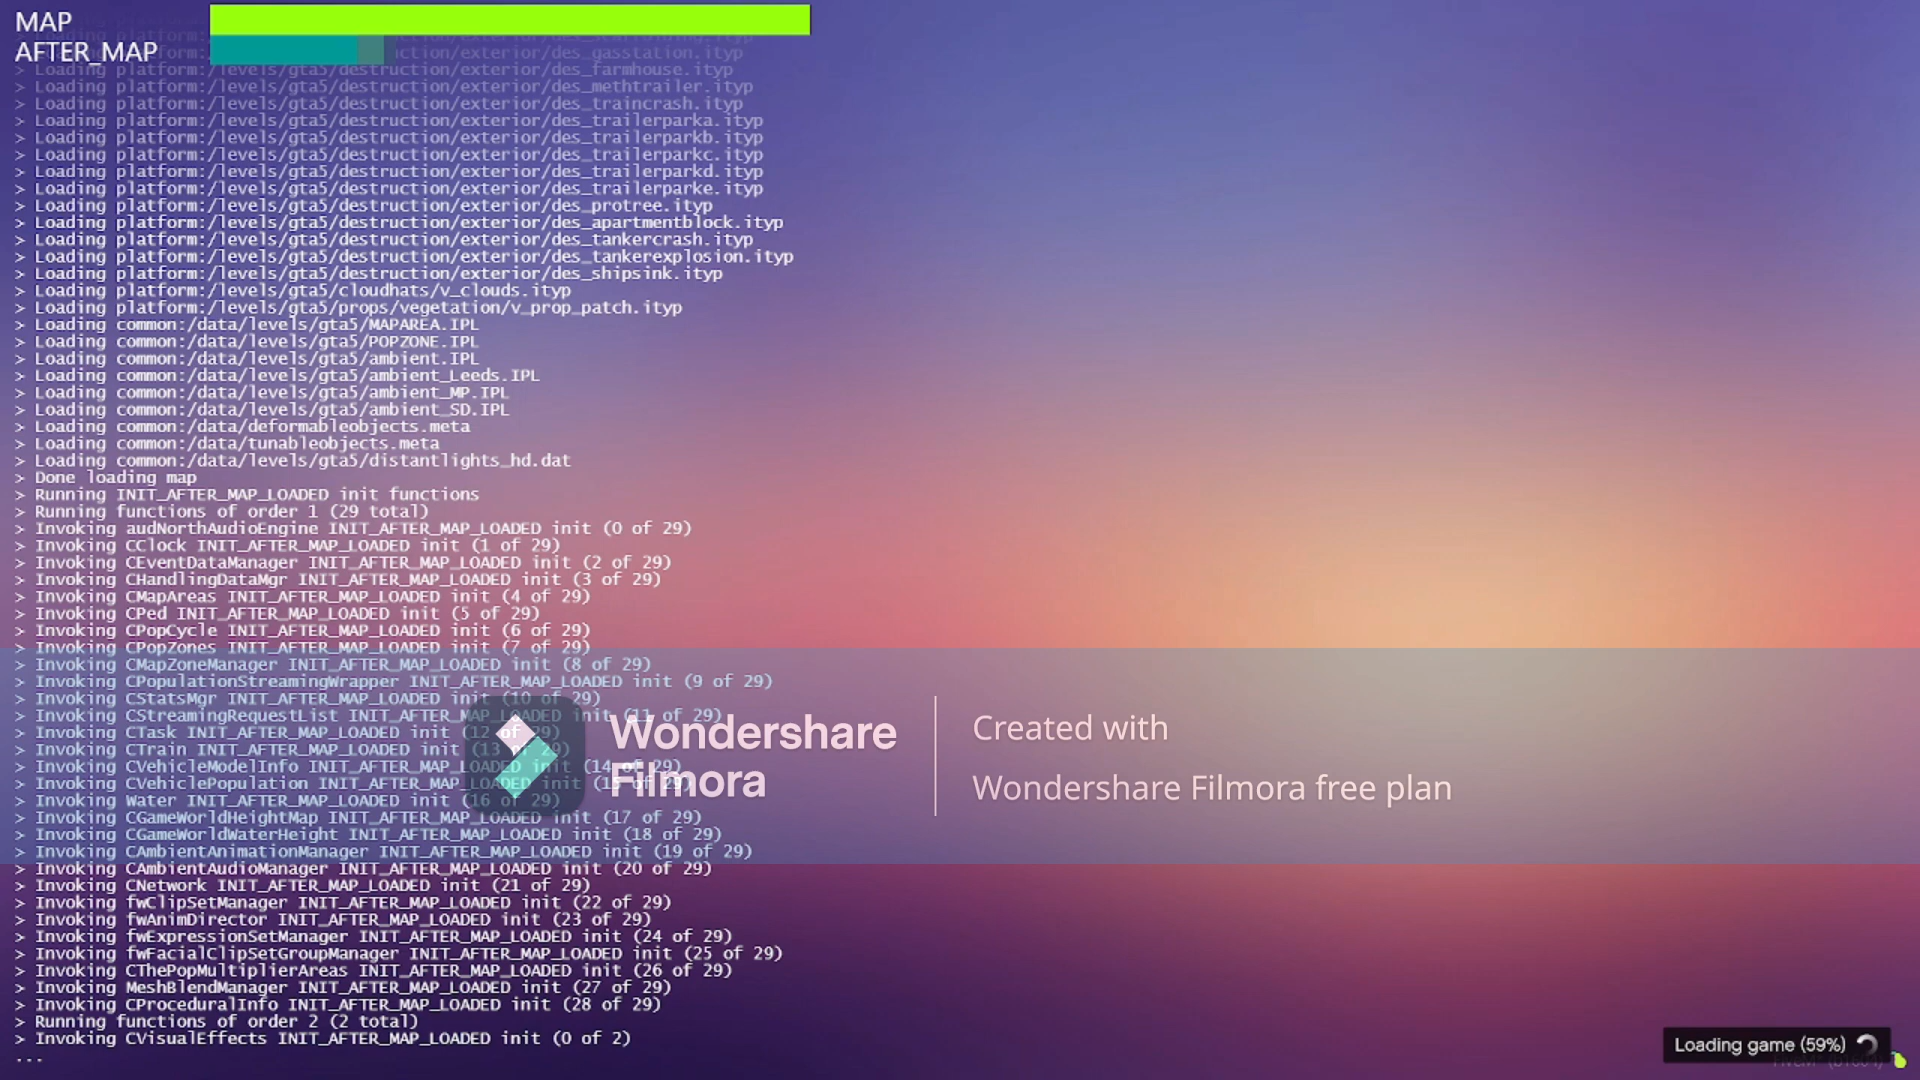 MAP
AFTER_MAP
> Loading platform:/levels/gta5/destruction/exterior/des_gasstation.ityp
> Loading platform:/levels/gta5/destruction/exterior/des_farmhouse.ityp
> Loading platform:/levels/gta5/destruction/exterior/des_methtrailer.ityp
> Loading platform:/levels/gta5/destruction/exterior/des_traincrash.ityp
> Loading platform:/levels/gta5/destruction/exterior/des_trailerparka.ityp
> Loading platform:/levels/gta5/destruction/exterior/des_trailerparkb.ityp
> Loading platform:/levels/gta5/destruction/exterior/des_trailerparkc.ityp
> Loading platform:/levels/gta5/destruction/exterior/des_trailerparkd.ityp
> Loading platform:/levels/gta5/destruction/exterior/des_trailerparke.ityp
> Loading platform:/levels/gta5/destruction/exterior/des_protree.ityp
> Loading platform:/levels/gta5/destruction/exterior/des_apartmentblock.ityp
> Loading platform:/levels/gta5/destruction/exterior/des_tankercrash.ityp
> Loading platform:/levels/gta5/destruction/exterior/des_tankerexplosion.ityp
> Loading platform:/levels/gta5/destruction/exterior/des_shipsink.ityp
> Loading platform:/levels/gta5/cloudhats/v_clouds.ityp
> Loading platform:/levels/gta5/props/vegetation/v_prop_patch.ityp
> Loading common:/data/levels/gta5/MAPAREA.IPL
> Loading common:/data/levels/gta5/POPZONE.IPL
> Loading common:/data/levels/gta5/ambient.IPL
> Loading common:/data/levels/gta5/ambient_Leeds.IPL
> Loading common:/data/levels/gta5/ambient_MP.IPL
> Loading common:/data/levels/gta5/ambient_SD.IPL
> Loading common:/data/deformableobjects.meta
> Loading common:/data/tunableobjects.meta
> Loading common:/data/levels/gta5/distantlights_hd.dat
> Done loading map
> Running INIT_AFTER_MAP_LOADED init functions
> Running functions of order 1 (29 total)
> Invoking audNorthAudioEngine INIT_AFTER_MAP_LOADED init (0 of 29)
> Invoking CClock INIT_AFTER_MAP_LOADED init (1 of 29)
> Invoking CEventDataManager INIT_AFTER_MAP_LOADED init (2 of 29)
> Invoking CHandlingDataMgr INIT_AFTER_MAP_LOADED init (3 of 29)
> Invoking CMapAreas INIT_AFTER_MAP_LOADED init (4 of 29)
> Invoking CPed INIT_AFTER_MAP_LOADED init (5 of 29)
> Invoking CPopCycle INIT_AFTER_MAP_LOADED init (6 of 29)
> Invoking CPopZones INIT_AFTER_MAP_LOADED init (7 of 29)
> Invoking CMapZoneManager INIT_AFTER_MAP_LOADED init (8 of 29)
> Invoking CPopulationStreamingWrapper INIT_AFTER_MAP_LOADED init (9 of 29)
> Invoking CStatsMgr INIT_AFTER_MAP_LOADED init (10 of 29)
> Invoking CStreamingRequestList INIT_AFTER_MAP_LOADED init (11 of 29)
> Invoking CTask INIT_AFTER_MAP_LOADED init (12 of 29)
> Invoking CTrain INIT_AFTER_MAP_LOADED init (13 of 29)
> Invoking CVehicleModelInfo INIT_AFTER_MAP_LOADED init (14 of 29)
> Invoking CVehiclePopulation INIT_AFTER_MAP_LOADED init (15 of 29)
> Invoking Water INIT_AFTER_MAP_LOADED init (16 of 29)
> Invoking CGameWorldHeightMap INIT_AFTER_MAP_LOADED init (17 of 29)
> Invoking CGameWorldWaterHeight INIT_AFTER_MAP_LOADED init (18 of 29)
> Invoking CAmbientAnimationManager INIT_AFTER_MAP_LOADED init (19 of 29)
> Invoking CAmbientAudioManager INIT_AFTER_MAP_LOADED init (20 of 29)
> Invoking CNetwork INIT_AFTER_MAP_LOADED init (21 of 29)
> Invoking fwClipSetManager INIT_AFTER_MAP_LOADED init (22 of 29)
> Invoking fwAnimDirector INIT_AFTER_MAP_LOADED init (23 of 29)
> Invoking fwExpressionSetManager INIT_AFTER_MAP_LOADED init (24 of 29)
> Invoking fwFacialClipSetGroupManager INIT_AFTER_MAP_LOADED init (25 of 29)
> Invoking CThePopMultiplierAreas INIT_AFTER_MAP_LOADED init (26 of 29)
> Invoking MeshBlendManager INIT_AFTER_MAP_LOADED init (27 of 29)
> Invoking CProceduralInfo INIT_AFTER_MAP_LOADED init (28 of 29)
> Running functions of order 2 (2 total)
> Invoking CVisualEffects INIT_AFTER_MAP_LOADED init (0 of 2)
...
Wondershare
Filmora
Created with
Wondershare Filmora free plan
Loading game (59%)